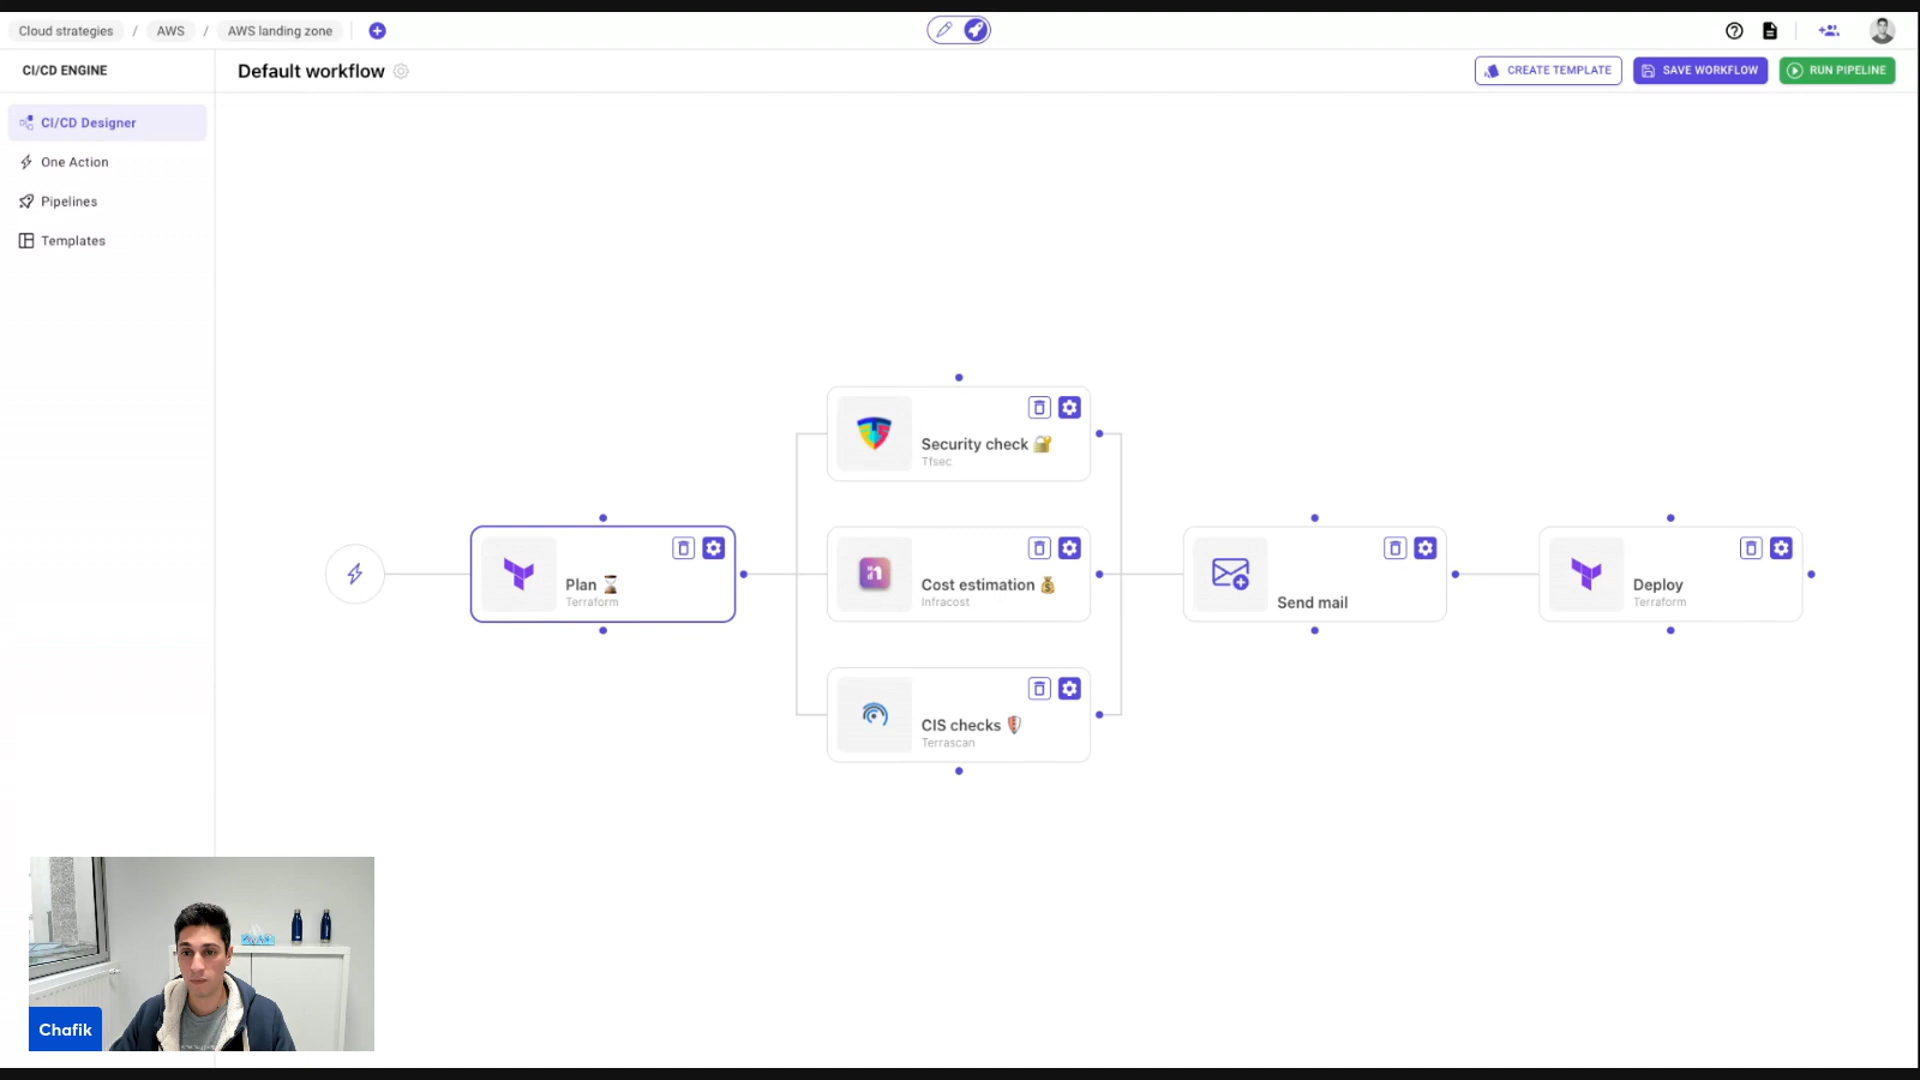 Cloud strategies / AWS / AWS landing zone
CI/CD ENGINE
Default workflow
CREATE TEMPLATE
SAVE WORKFLOW
RUN PIPELINE
CI/CD Designer
One Action
Pipelines
Templates
Security check
Tfsec
Plan
Terraform
Cost estimation
Infracost
Send mail
Deploy
Terraform
CIS checks
Terrascan
Chafik